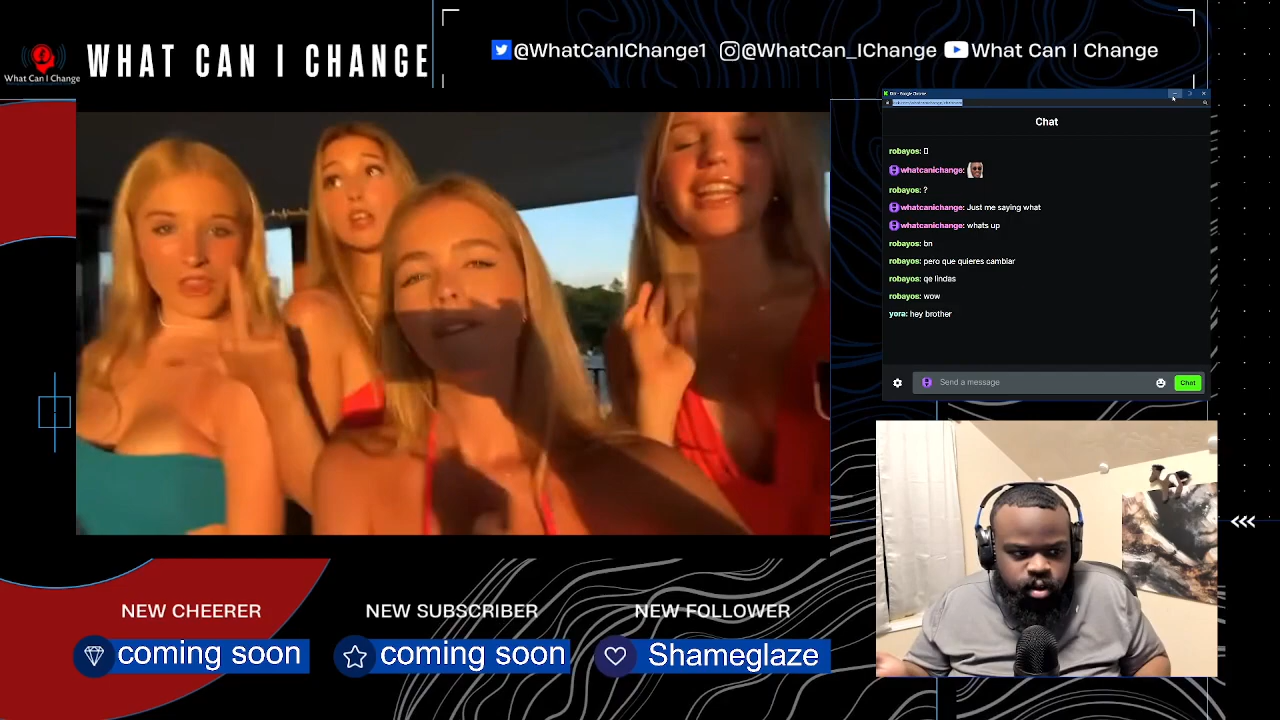 What Can I Change
WHAT CAN I CHANGE
@WhatCanIChange1
@WhatCan_IChange
What Can I Change
Chat
robayos:
whatcanichange:
robayos: ?
whatcanichange: Just me saying what
whatcanichange: whats up
robayos: bn
robayos: pero que quieres cambiar
robayos: qe lindas
robayos: wow
yora: hey brother
Send a message
Chat
NEW CHEERER
NEW SUBSCRIBER
NEW FOLLOWER
coming soon
coming soon
Shameglaze